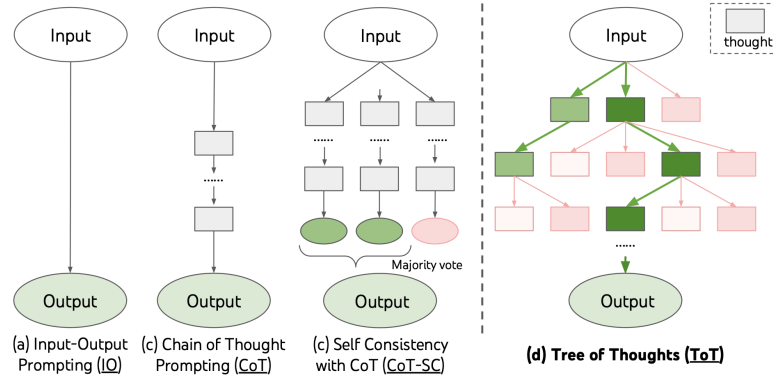 Input
Input
Input
Input
thought
......
......
......
......
......
Majority vote
Output
Output
Output
Output
(a) Input-Output
Prompting (IO)
(c) Chain of Thought
Prompting (CoT)
(c) Self Consistency
with CoT (CoT-SC)
(d) Tree of Thoughts (ToT)